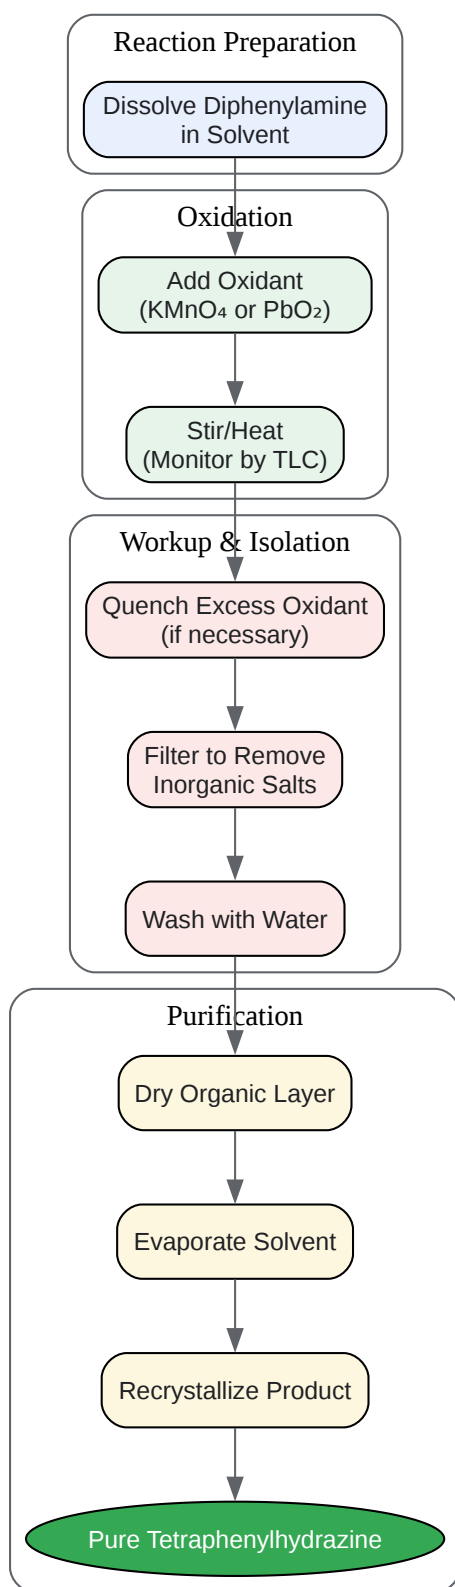 Reaction Preparation
Dissolve Diphenylamine
in Solvent
Oxidation
Add Oxidant
(KMnO₄ or PbO₂)
Stir/Heat
(Monitor by TLC)
Workup & Isolation
Quench Excess Oxidant
(if necessary)
Filter to Remove
Inorganic Salts
Wash with Water
Purification
Dry Organic Layer
Evaporate Solvent
Recrystallize Product
Pure Tetraphenylhydrazine